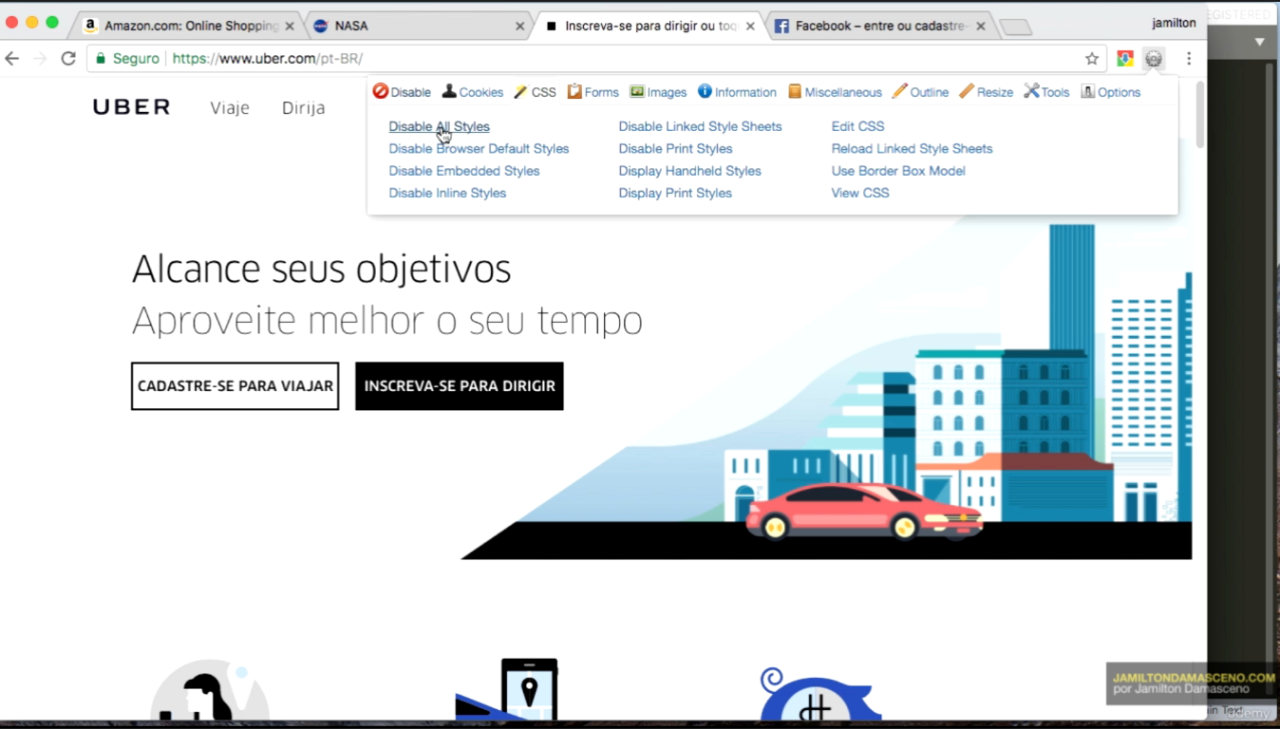 Amazon.com: Online Shopping
NASA
Inscreva-se para dirigir ou toq
Facebook – entre ou cadastre-
jamilton
Seguro
https://www.uber.com/pt-BR/
UBER
Viaje
Dirija
Disable Cookies CSS Forms Images Information Miscellaneous Outline Resize Tools Options
Disable All Styles
Disable Browser Default Styles
Disable Embedded Styles
Disable Inline Styles
Disable Linked Style Sheets
Disable Print Styles
Display Handheld Styles
Display Print Styles
Edit CSS
Reload Linked Style Sheets
Use Border Box Model
View CSS
Alcance seus objetivos
Aproveite melhor o seu tempo
CADASTRE-SE PARA VIAJAR
INSCREVA-SE PARA DIRIGIR
JAMILTONDAMASCENO.COM
por Jamilton Damasceno
Text